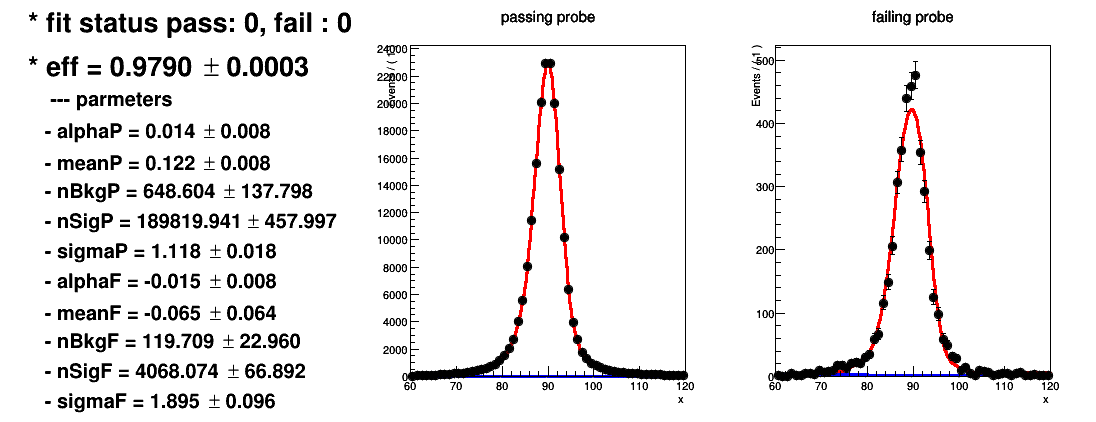 * fit status pass: 0, fail : 0
* eff = 0.9790 ± 0.0003
--- parmeters
- alphaP = 0.014 ± 0.008
- meanP = 0.122 ± 0.008
- nBkgP = 648.604 ± 137.798
- nSigP = 189819.941 ± 457.997
- sigmaP = 1.118 ± 0.018
- alphaF = -0.015 ± 0.008
- meanF = -0.065 ± 0.064
- nBkgF = 119.709 ± 22.960
- nSigF = 4068.074 ± 66.892
- sigmaF = 1.895 ± 0.096
passing probe
24000
22000
20000
18000
16000
14000
12000
10000
8000
6000
4000
2000
0
60 70 80 90 100 110 120
x
failing probe
Events / ( 1 )
500
400
300
200
100
0
60 70 80 90 100 110 120
x